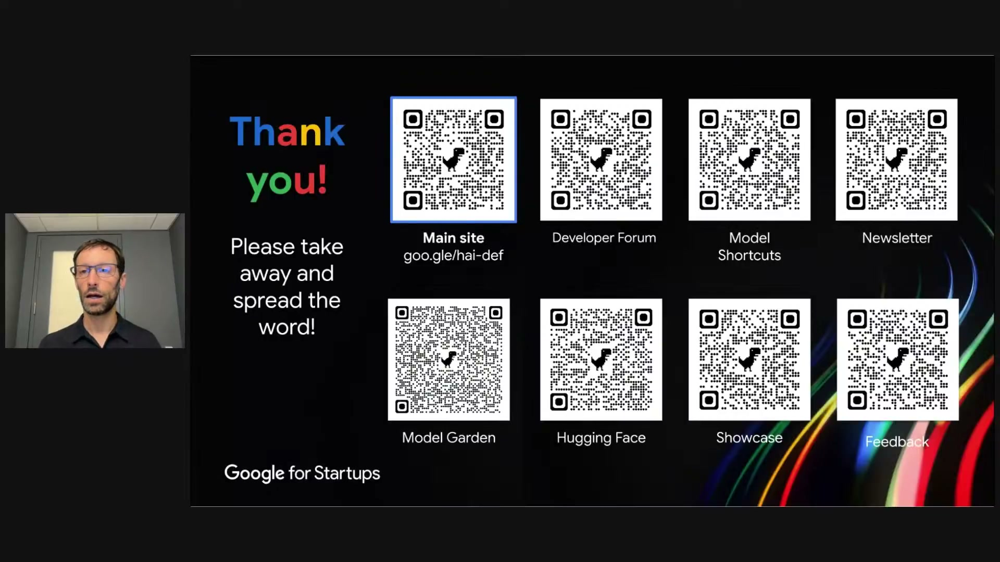 Thank
you!
Please take
away and
spread the
word!
Main site
goo.gle/hai-def
Developer Forum
Model
Shortcuts
Newsletter
Model Garden
Hugging Face
Showcase
Feedback
Google for Startups